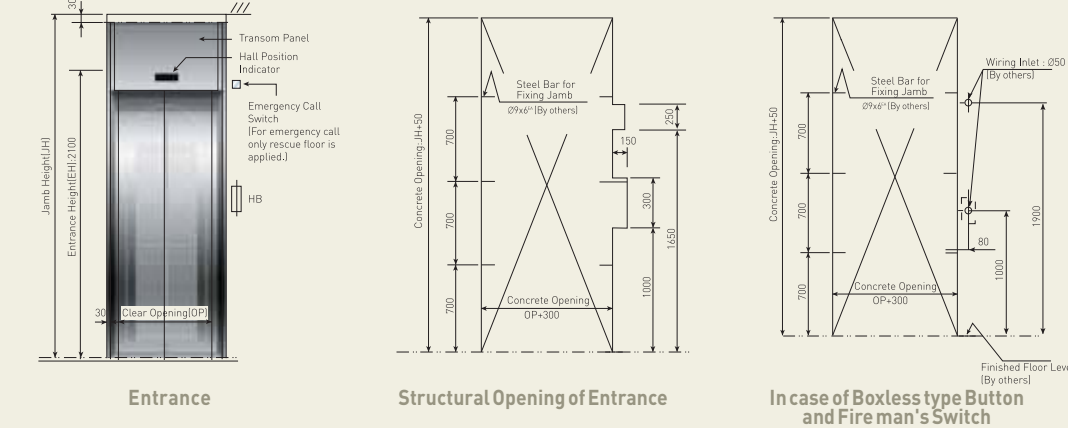 30
Transom Panel
Hall Position
Indicator
Emergency Call
Switch
(For emergency call
only rescue floor is
applied.)
HB
Jamb Height(JH)
Entrance Height(EH):2100
30
Clear Opening(OP)
Entrance
Concrete Opening:JH+50
700
700
700
Steel Bar for
Fixing Jamb
Ø9x6ᴱᴬ (By others)
250
150
300
1650
1000
Concrete Opening
OP+300
Structural Opening of Entrance
Concrete Opening:JH+50
700
700
700
Steel Bar for
Fixing Jamb
Ø9x6ᴱᴬ (By others)
Wiring Inlet : Ø50
(By others)
80
1900
1000
Concrete Opening
OP+300
Finished Floor Leve
(By others)
In case of Boxless type Button
and Fire man's Switch